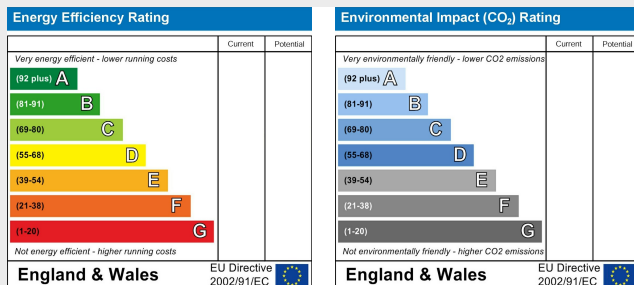 Energy Efficiency Rating
Current Potential
Very energy efficient - lower running costs
(92 plus) A
(81-91) B
(69-80) C
(55-68) D
(39-54) E
(21-38) F
(1-20) G
Not energy efficient - higher running costs
England & Wales
EU Directive
2002/91/EC
Environmental Impact (CO₂) Rating
Current Potential
Very environmentally friendly - lower CO2 emissions
(92 plus) A
(81-91) B
(69-80) C
(55-68) D
(39-54) E
(21-38) F
(1-20) G
Not environmentally friendly - higher CO2 emissions
England & Wales
EU Directive
2002/91/EC